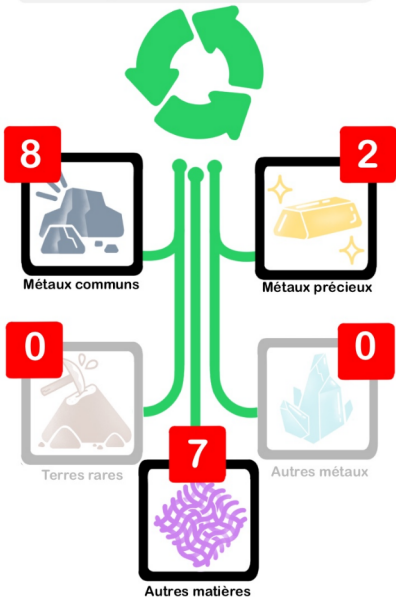 8
2
Métaux communs
Métaux précieux
0
0
Terres rares
Autres métaux
7
Autres matières